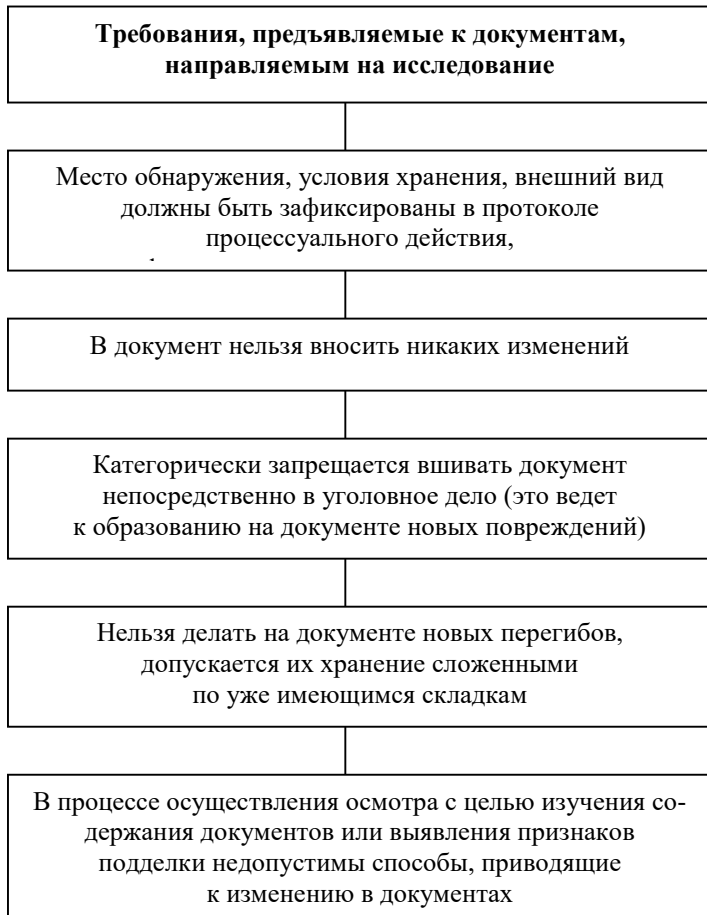 Требования, предъявляемые к документам,
направляемым на исследование
Место обнаружения, условия хранения, внешний вид
должны быть зафиксированы в протоколе
процессуального действия,
В документ нельзя вносить никаких изменений
Категорически запрещается вшивать документ
непосредственно в уголовное дело (это ведет
к образованию на документе новых повреждений)
Нельзя делать на документе новых перегибов,
допускается их хранение сложенными
по уже имеющимся складкам
В процессе осуществления осмотра с целью изучения со-
держания документов или выявления признаков
подделки недопустимы способы, приводящие
к изменению в документах